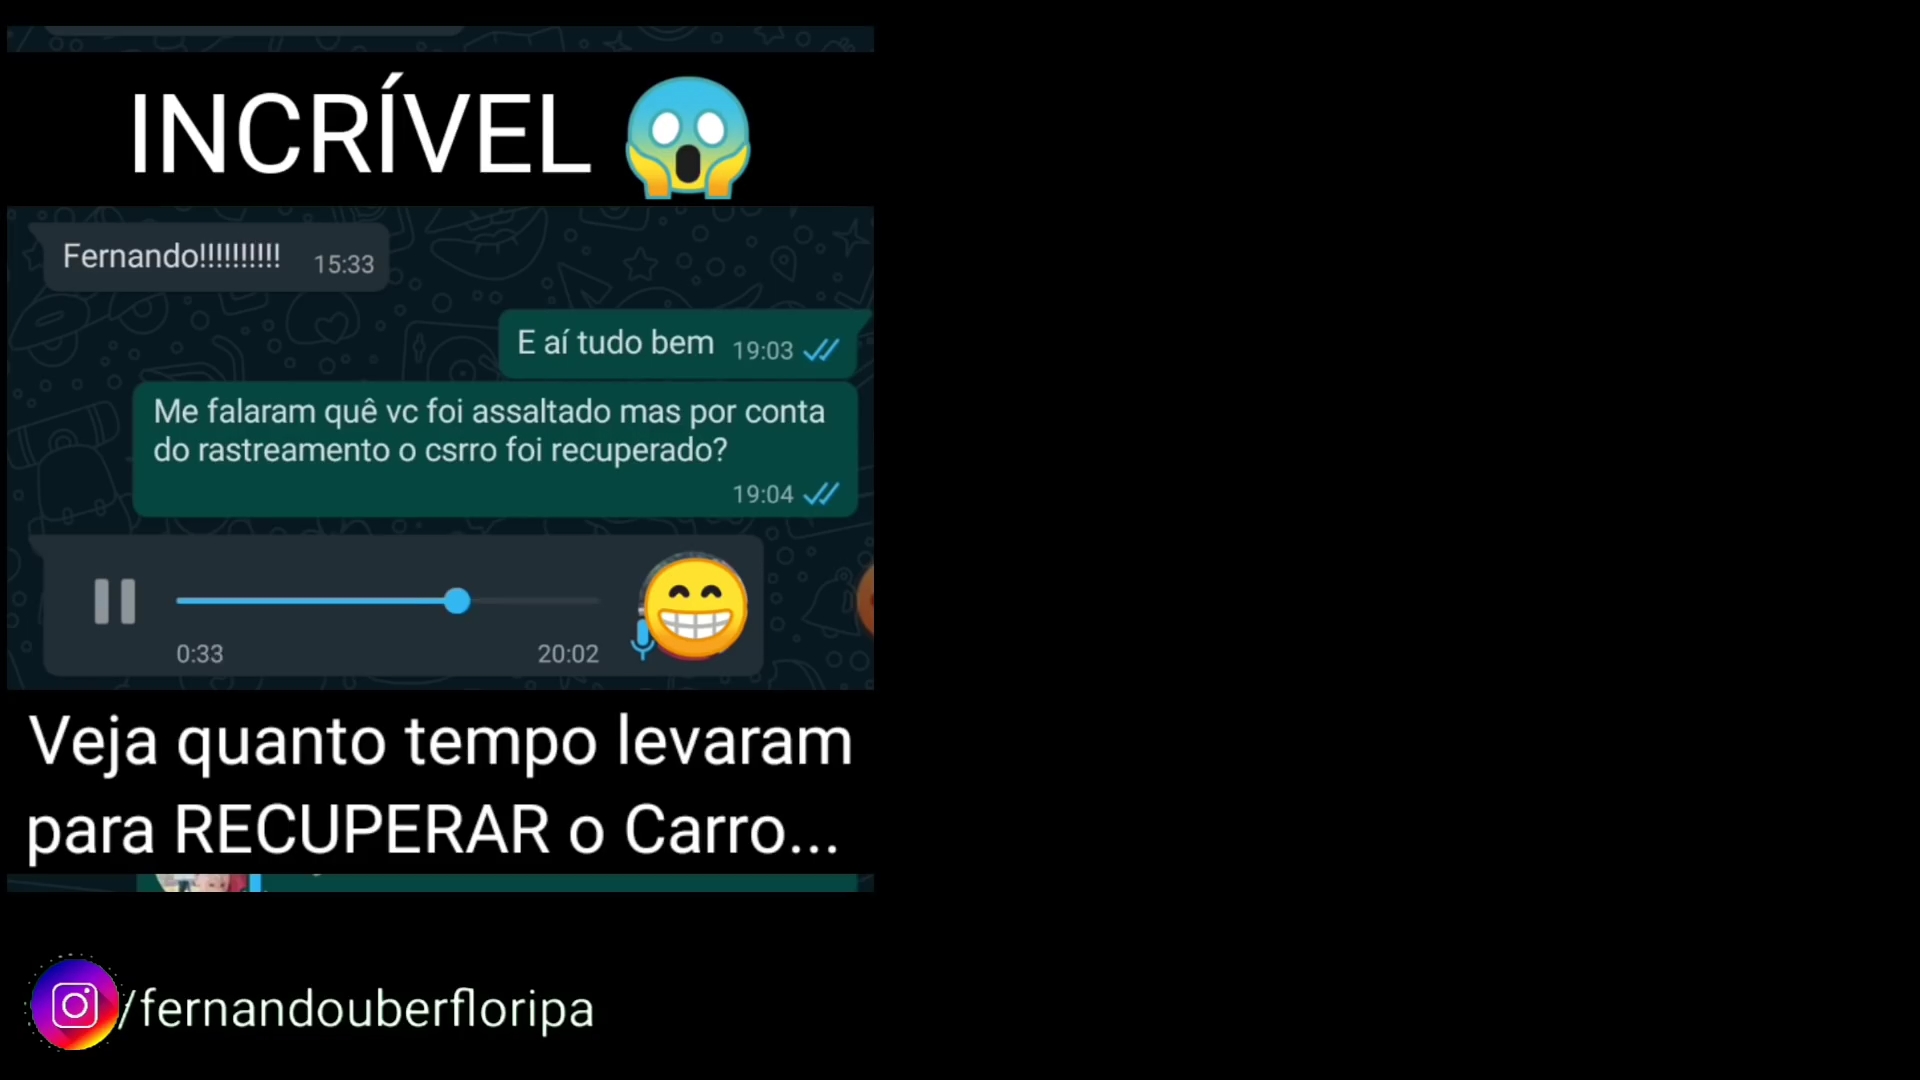 INCRÍVEL
Fernando!!!!!!!!!! 15:33
E aí tudo bem 19:03
Me falaram quê vc foi assaltado mas por conta
do rastreamento o csrro foi recuperado?
19:04
0:33 20:02
Veja quanto tempo levaram
para RECUPERAR o Carro...
/fernandouberfloripa